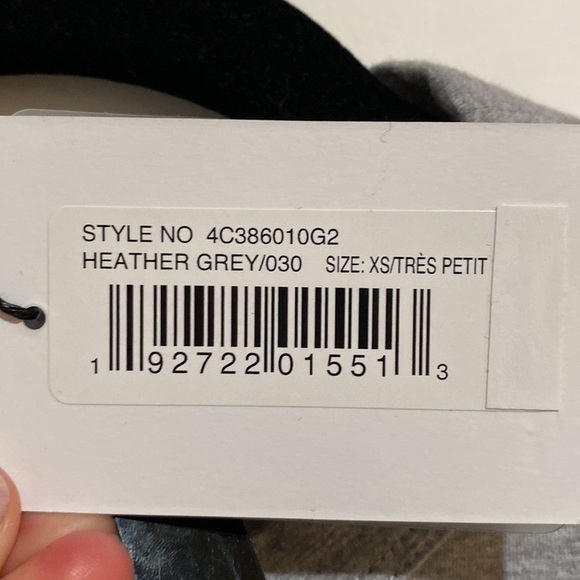 STYLE NO 4C386010G2
HEATHER GREY/030 SIZE: XS/TRÈS PETIT
1 92722 01551 3